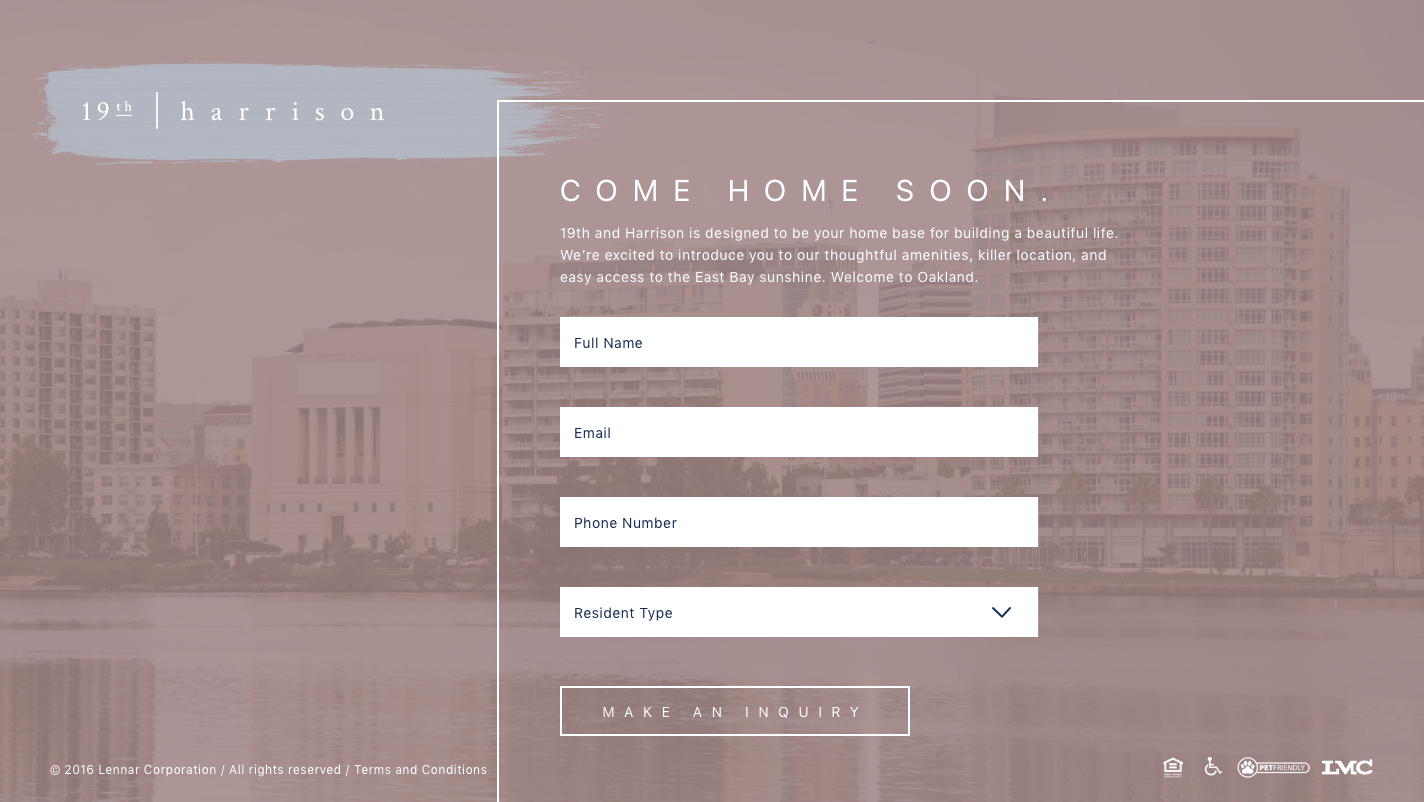 19th | harrison
COME HOME SOON.
19th and Harrison is designed to be your home base for building a beautiful life.
We’re excited to introduce you to our thoughtful amenities, killer location, and
easy access to the East Bay sunshine. Welcome to Oakland.
Full Name
Email
Phone Number
Resident Type
MAKE AN INQUIRY
© 2016 Lennar Corporation / All rights reserved / Terms and Conditions
PETFRIENDLY
LMC